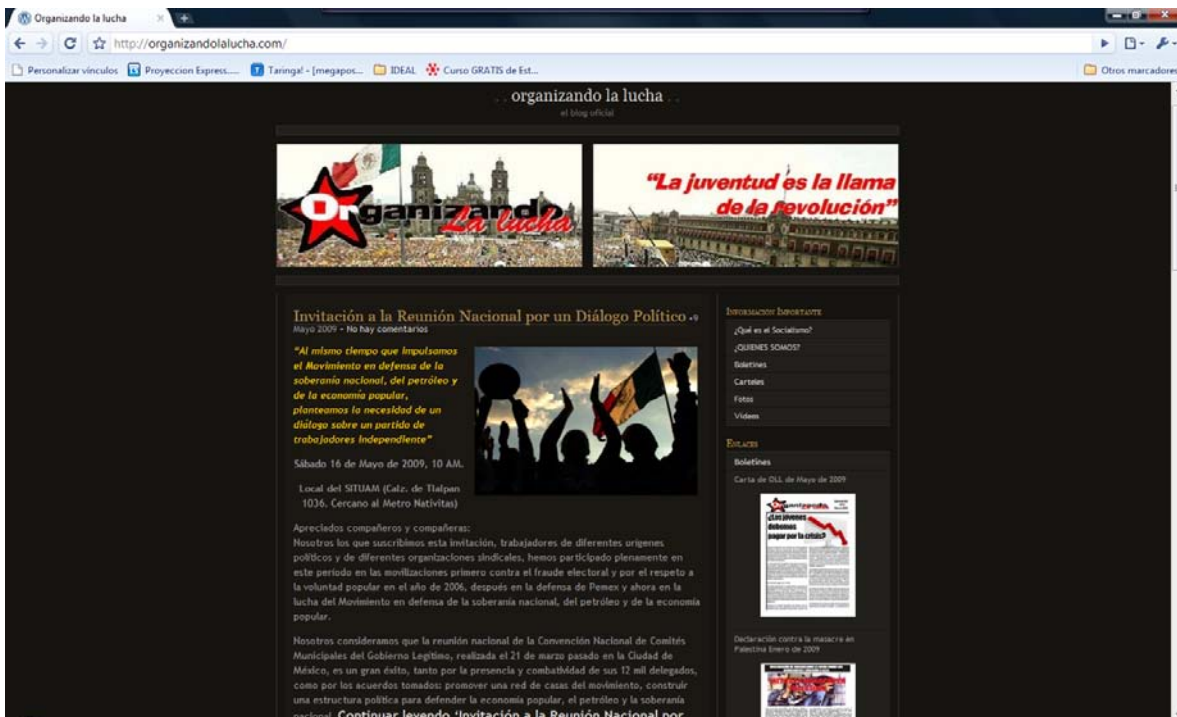 Organizando la lucha
http://organizandolalucha.com/
Personalizar vínculos
Proyeccion Express.....
Taringa! - [megapos...
IDEAL
Curso GRATIS de Est...
Otros marcadores
. . organizando la lucha . .
el blog oficial
Organizando
La lucha
“La juventud es la llama
de la revolución”
Invitación a la Reunión Nacional por un Diálogo Político -9
Mayo 2009 - No hay comentarios
“Al mismo tiempo que impulsamos
el Movimiento en defensa de la
soberanía nacional, del petróleo y
de la economía popular,
planteamos la necesidad de un
diálogo sobre un partido de
trabajadores Independiente”
Sábado 16 de Mayo de 2009, 10 AM.
Local del SITUAM (Calz. de Tlalpan
1036. Cercano al Metro Nativitas)
Apreciados compañeros y compañeras:
Nosotros los que suscribimos esta invitación, trabajadores de diferentes orígenes
políticos y de diferentes organizaciones sindicales, hemos participado plenamente en
este periodo en las movilizaciones primero contra el fraude electoral y por el respeto a
la voluntad popular en el año de 2006, después en la defensa de Pemex y ahora en la
lucha del Movimiento en defensa de la soberanía nacional, del petróleo y de la economía
popular.
Nosotros consideramos que la reunión nacional de la Convención Nacional de Comités
Municipales del Gobierno Legítimo, realizada el 21 de marzo pasado en la Ciudad de
México, es un gran éxito, tanto por la presencia y combatividad de sus 12 mil delegados,
como por los acuerdos tomados: promover una red de casas del movimiento, construir
una estructura política para defender la economía popular, el petróleo y la soberanía
nacional. Continuar leyendo ‘Invitación a la Reunión Nacional por
Información Importante
¿Qué es el Socialismo?
¿QUIENES SOMOS?
Boletines
Carteles
Fotos
Videos
Enlaces
Boletínes
Carta de OLL de Mayo de 2009
Organizando
La lucha
¿Los jóvenes
debemos
pagar por la crisis?
Declaración contra la masacre en
Palestina Enero de 2009